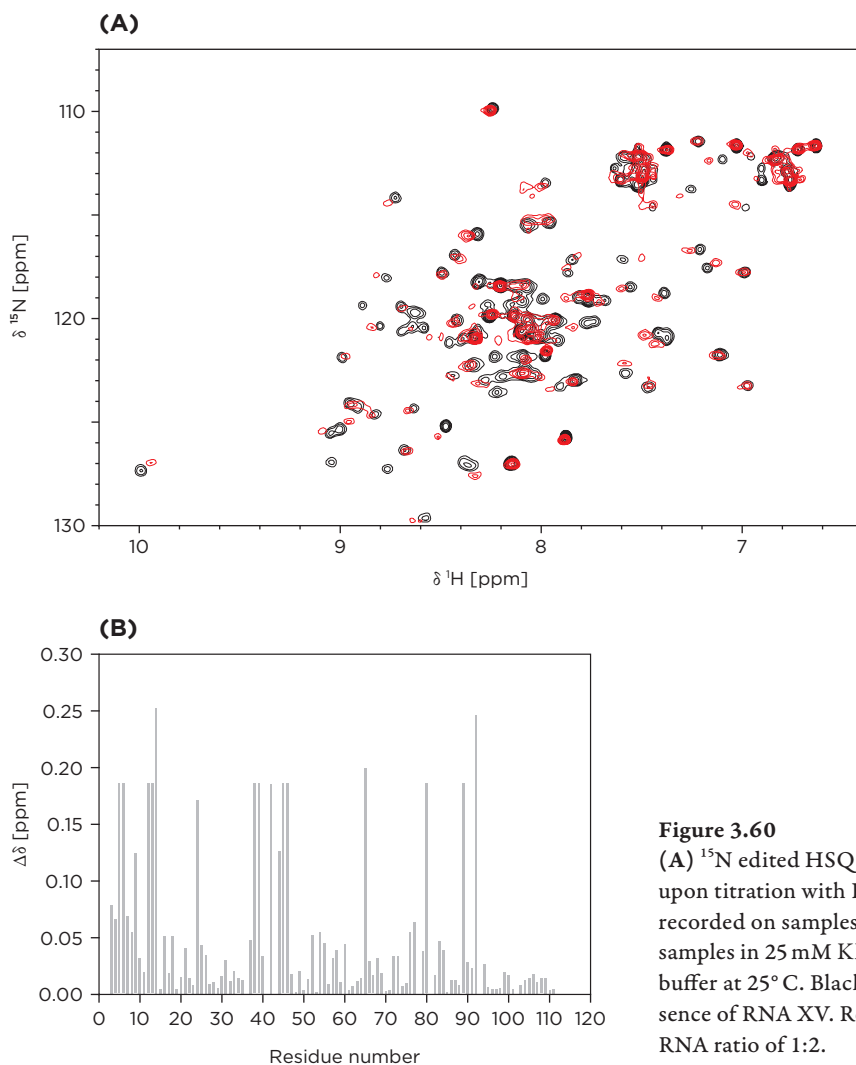 (A)
110
120
130
δ ¹⁵N [ppm]
10 9 8 7
δ ¹H [ppm]
(B)
0.30
0.25
0.20
0.15
0.10
0.05
0.00
Δδ [ppm]
0 10 20 30 40 50 60 70 80 90 100 110 120
Residue number
Figure 3.60
(A) ¹⁵N edited HSQ
upon titration with
recorded on samples
samples in 25 mM K
buffer at 25° C. Black
sence of RNA XV. R
RNA ratio of 1:2.